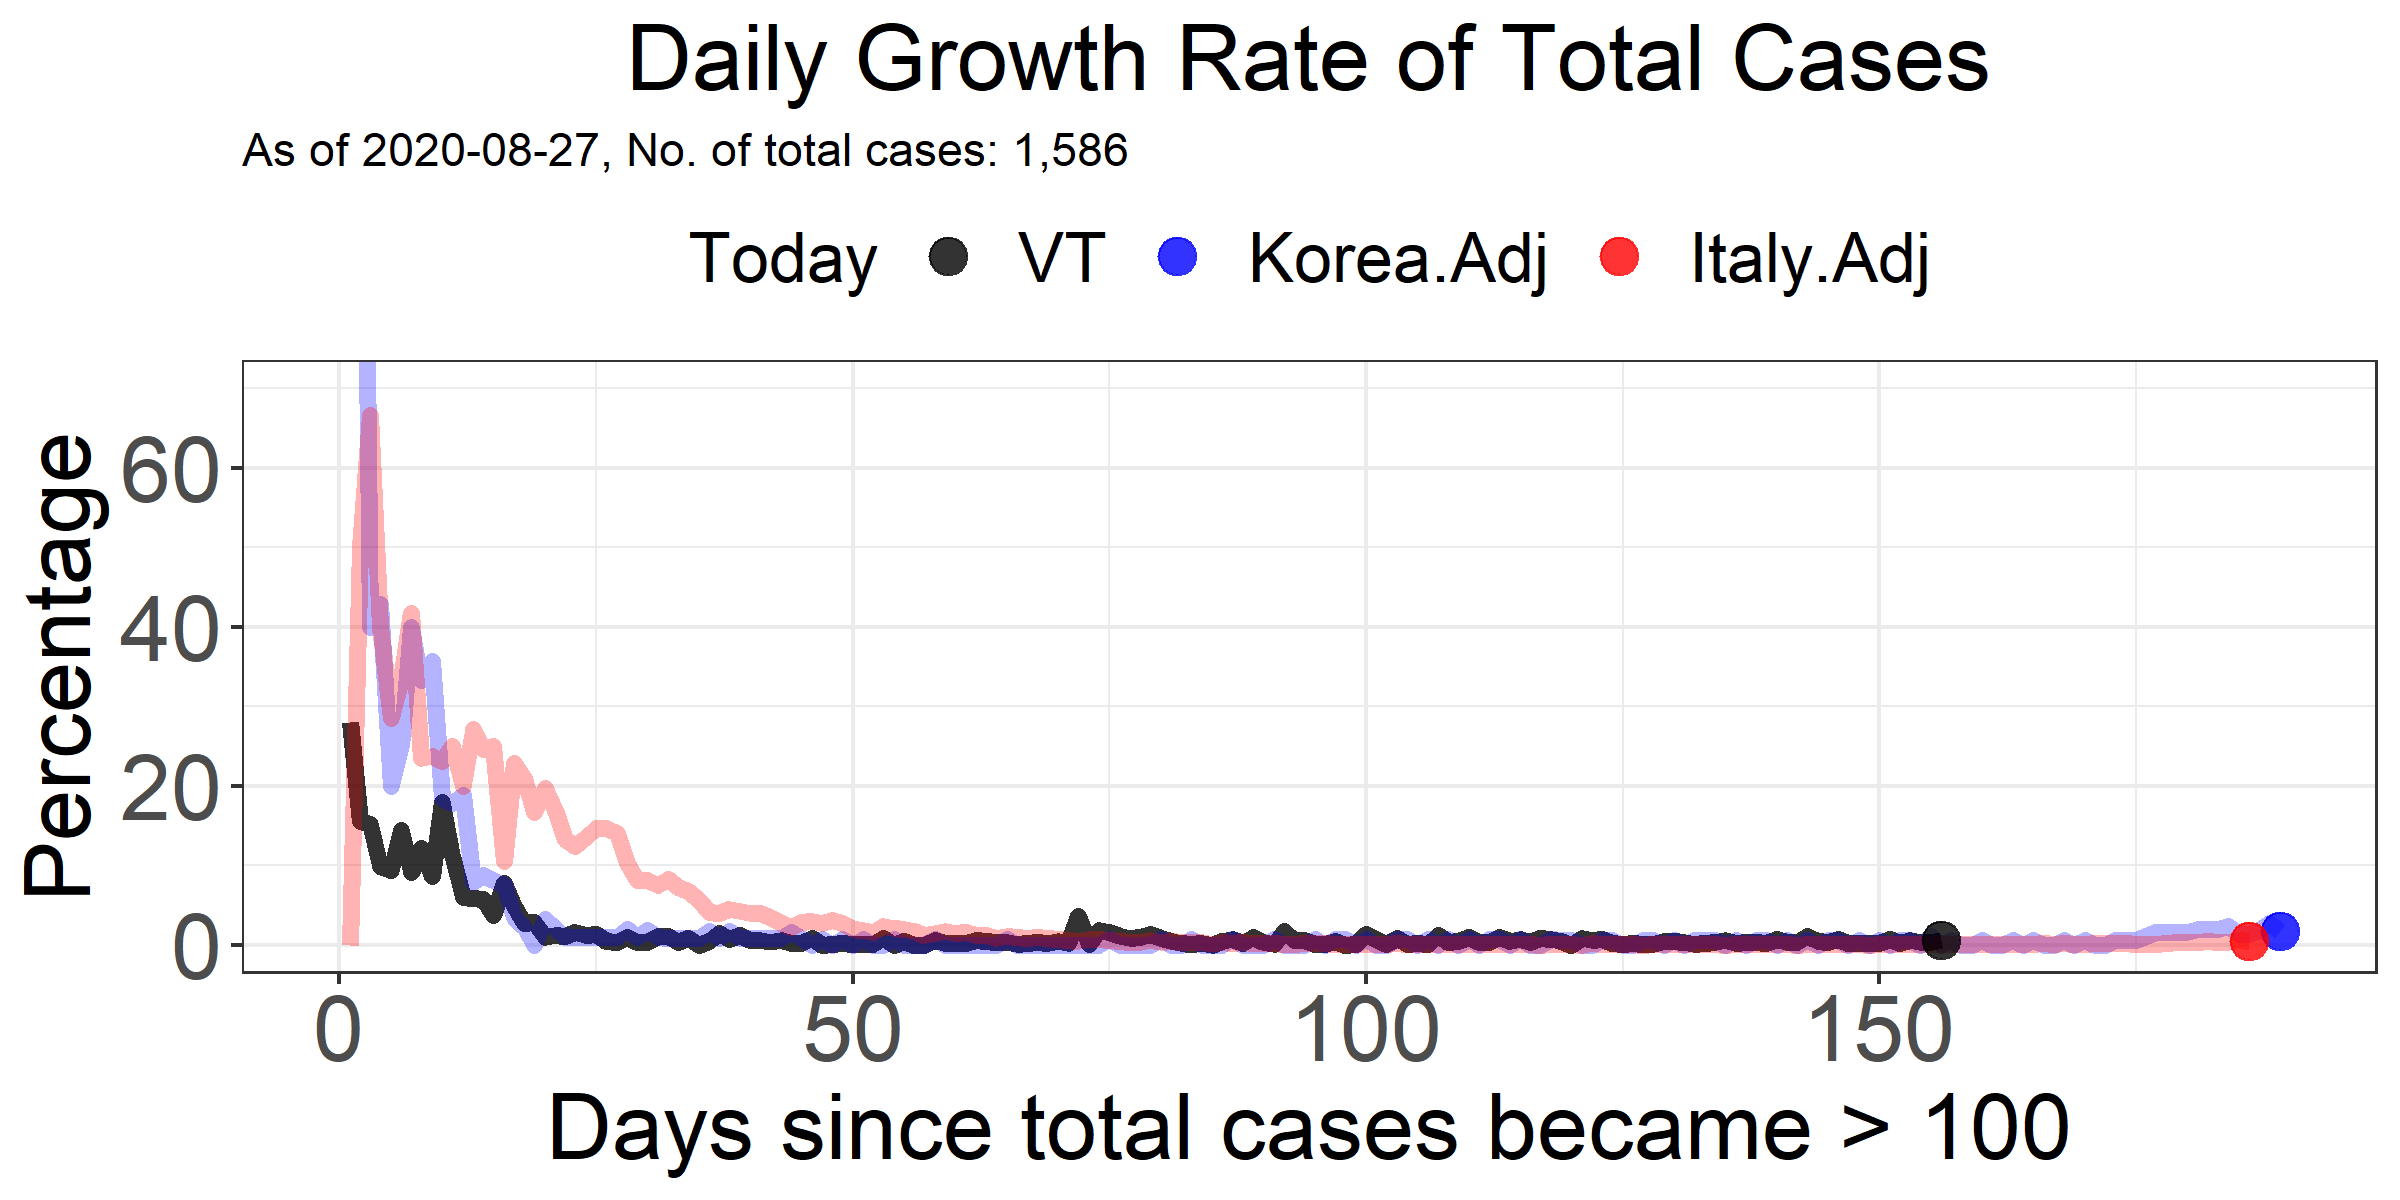 Daily Growth Rate of Total Cases
As of 2020-08-27, No. of total cases: 1,586
Today VT Korea.Adj Italy.Adj
Percentage
60
40
20
0
0 50 100 150
Days since total cases became > 100